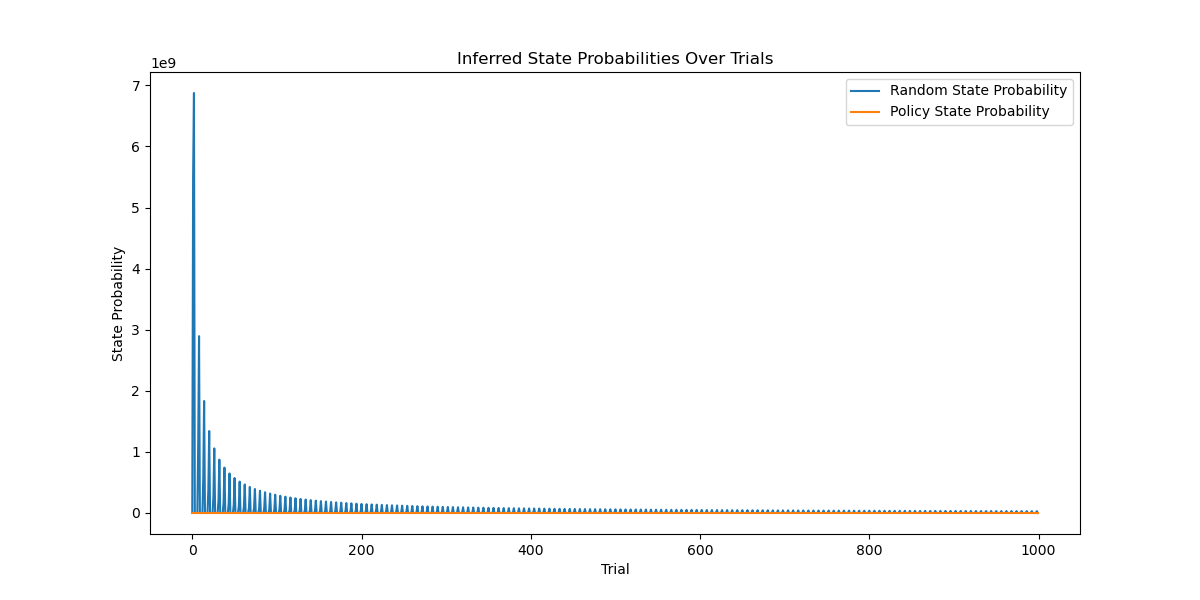 Inferred State Probabilities Over Trials
1e9
Random State Probability
Policy State Probability
State Probability
7
6
5
4
3
2
1
0
0 200 400 600 800 1000
Trial